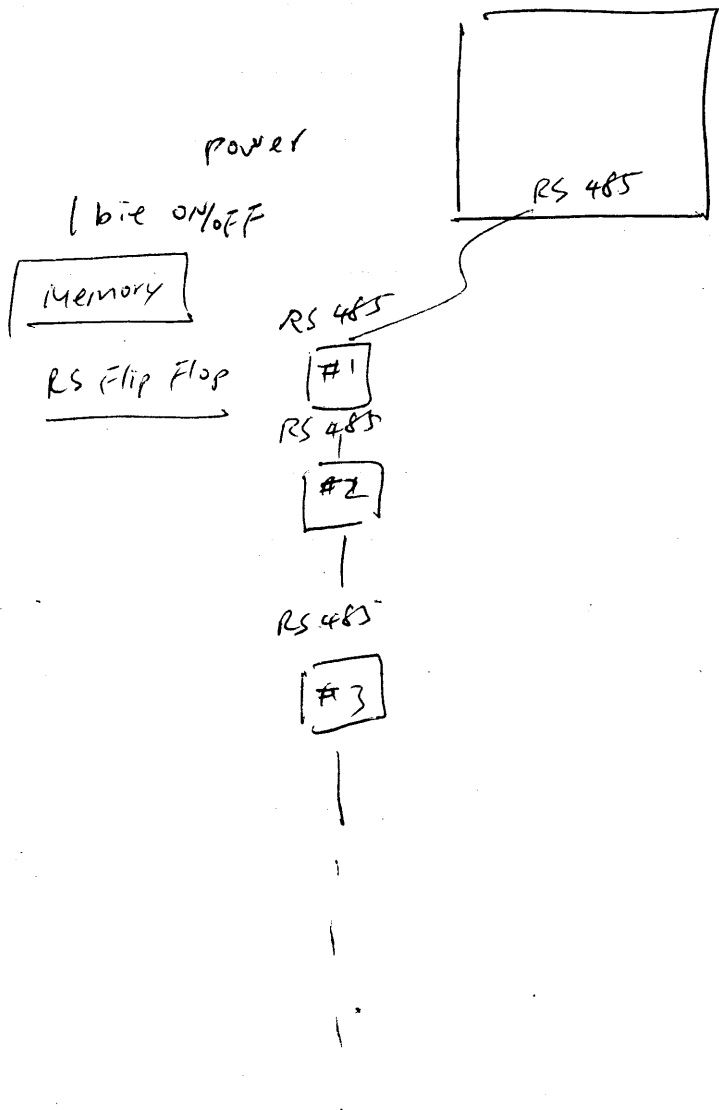 power
RS 485
1 bit ON/OFF
Memory
RS 485
#1
RS Flip Flop
RS 485
#2
RS 485
#3